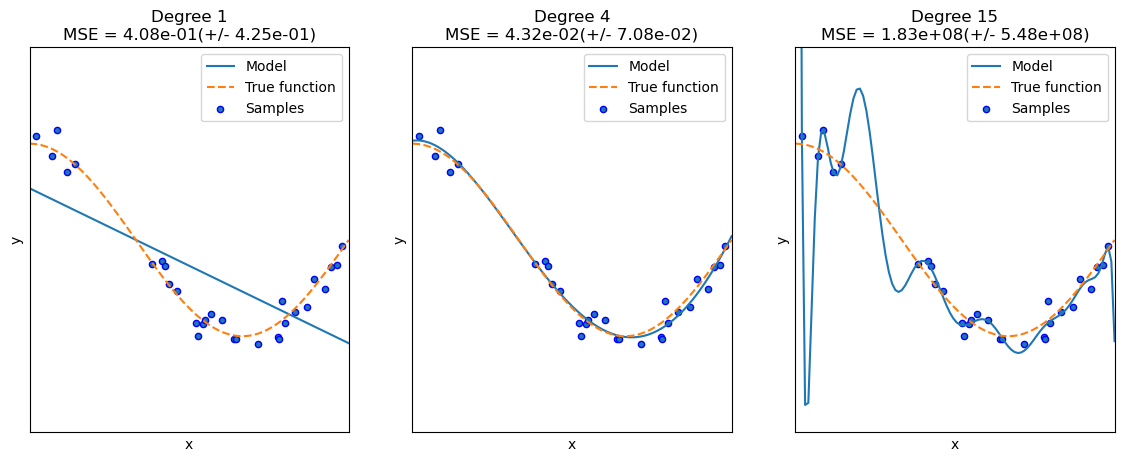 Degree 1
MSE = 4.08e-01(+/- 4.25e-01)
Model
True function
Samples
y
x
Degree 4
MSE = 4.32e-02(+/- 7.08e-02)
Model
True function
Samples
y
x
Degree 15
MSE = 1.83e+08(+/- 5.48e+08)
Model
True function
Samples
y
x